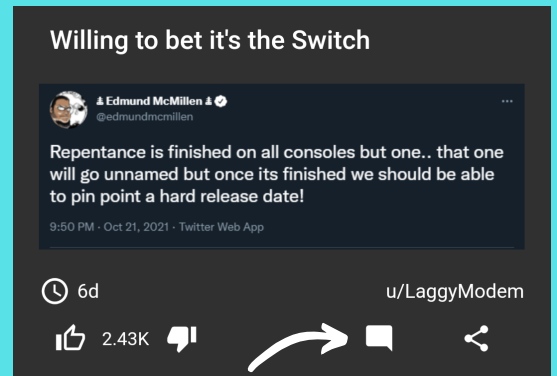 Willing to bet it's the Switch
Edmund McMillen
@edmundmcmillen
Repentance is finished on all consoles but one.. that one
will go unnamed but once its finished we should be able
to pin point a hard release date!
9:50 PM · Oct 21, 2021 · Twitter Web App
6d
u/LaggyModem
2.43K